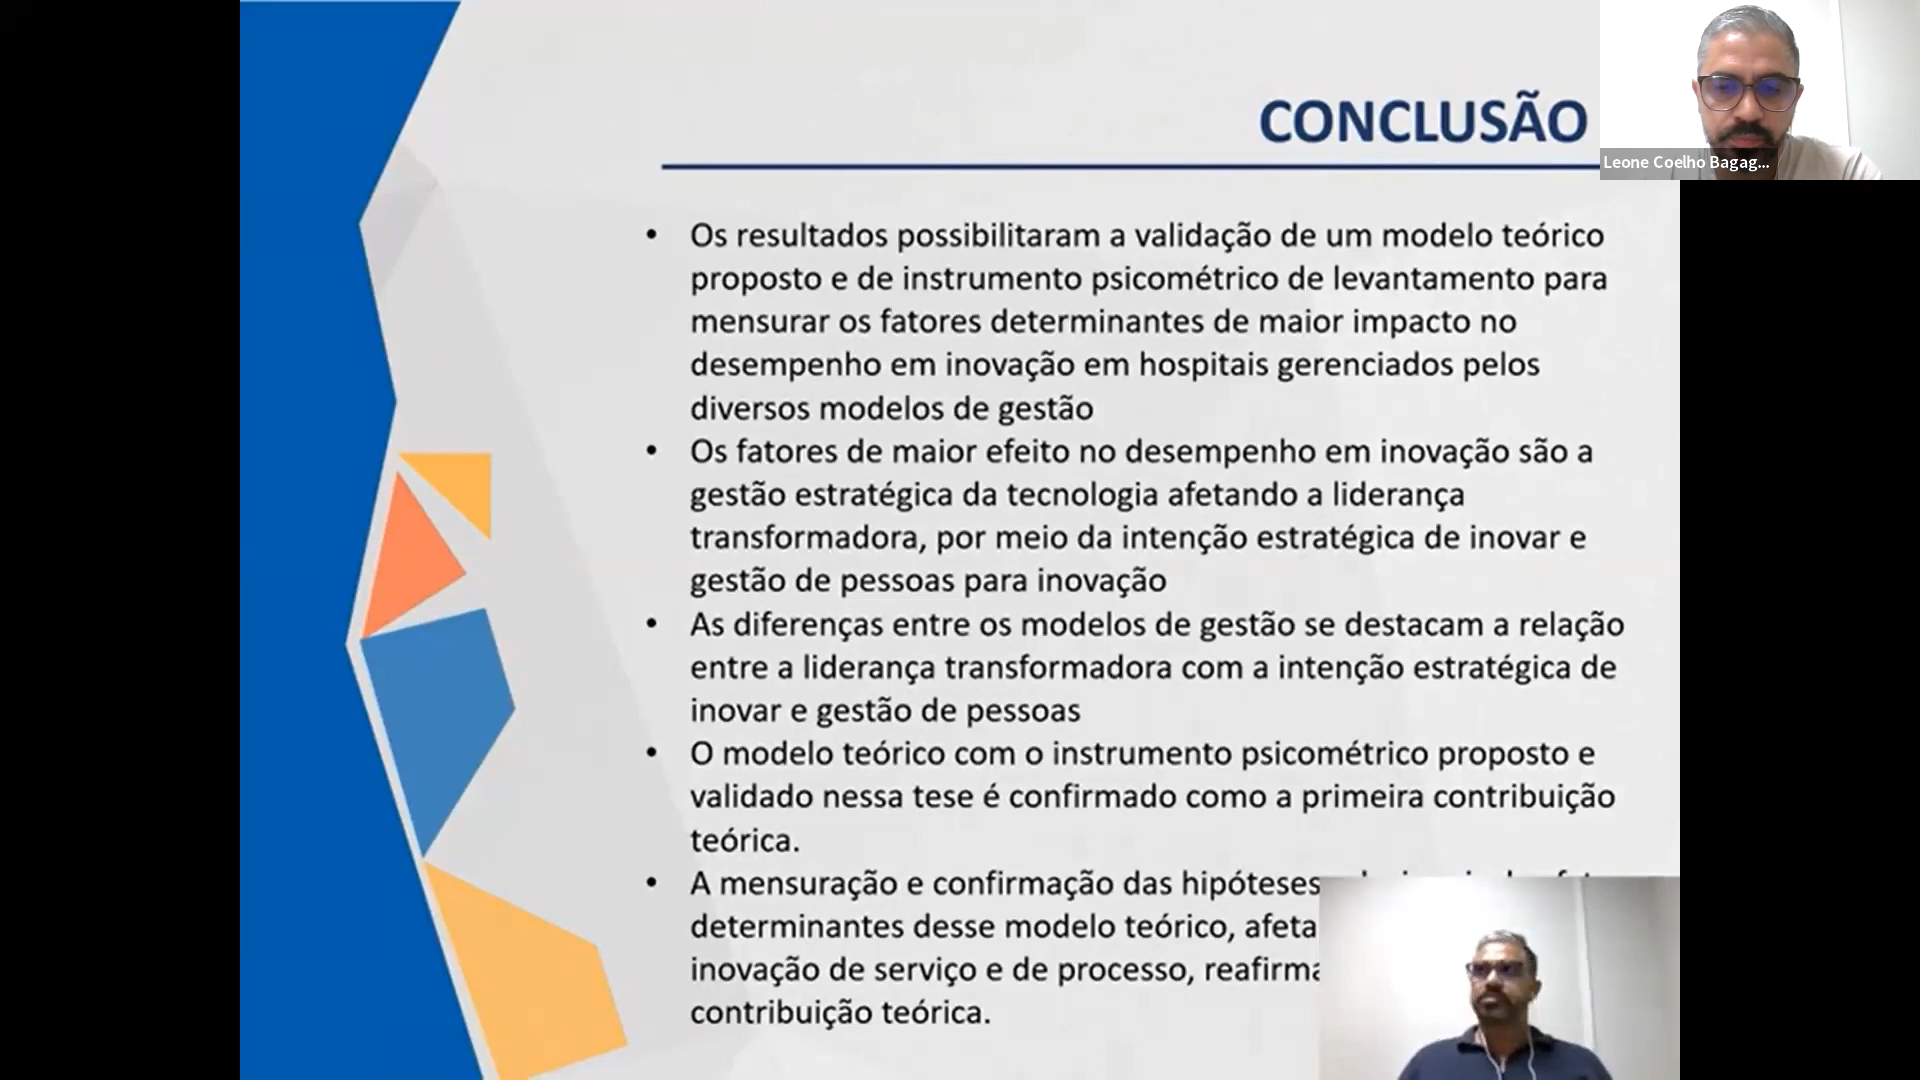 CONCLUSÃO
Leone Coelho Bagag...
• Os resultados possibilitaram a validação de um modelo teórico
proposto e de instrumento psicométrico de levantamento para
mensurar os fatores determinantes de maior impacto no
desempenho em inovação em hospitais gerenciados pelos
diversos modelos de gestão
• Os fatores de maior efeito no desempenho em inovação são a
gestão estratégica da tecnologia afetando a liderança
transformadora, por meio da intenção estratégica de inovar e
gestão de pessoas para inovação
• As diferenças entre os modelos de gestão se destacam a relação
entre a liderança transformadora com a intenção estratégica de
inovar e gestão de pessoas
• O modelo teórico com o instrumento psicométrico proposto e
validado nessa tese é confirmado como a primeira contribuição
teórica.
• A mensuração e confirmação das hipóteses
determinantes desse modelo teórico, afeta
inovação de serviço e de processo, reafirma
contribuição teórica.